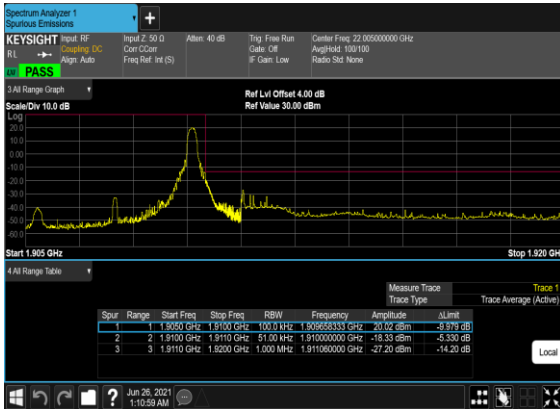 Spectrum Analyzer 1
Spurious Emissions
+
KEYSIGHT Input: RF Input Z: 50 Ω Atten: 40 dB Trig: Free Run Center Freq: 22.005000000 GHz
RL Coupling: DC Corr CCorr Gate: Off Avg|Hold: 100/100
Align: Auto Freq Ref: Int (S) IF Gain: Low Radio Std: None
PASS
3 All Range Graph
Ref Lvl Offset 4.00 dB
Scale/Div 10.0 dB Ref Value 30.00 dBm
Log
20.0
10.0
0.00
-10.0
-20.0
-30.0
-40.0
-50.0
-60.0
Start 1.905 GHz Stop 1.920 GH
4 All Range Table
Measure Trace Trace 1
Trace Type Trace Average (Active)
Spur Range Start Freq Stop Freq RBW Frequency Amplitude ΔLimit
1 1 1.9050 GHz 1.9100 GHz 100.0 kHz 1.909658333 GHz 20.02 dBm -9.979 dB
2 2 1.9100 GHz 1.9110 GHz 51.00 kHz 1.910000000 GHz -18.33 dBm -5.330 dB
3 3 1.9110 GHz 1.9200 GHz 1.000 MHz 1.911060000 GHz -27.20 dBm -14.20 dB
Local
? Jun 26, 2021
1:10:59 AM